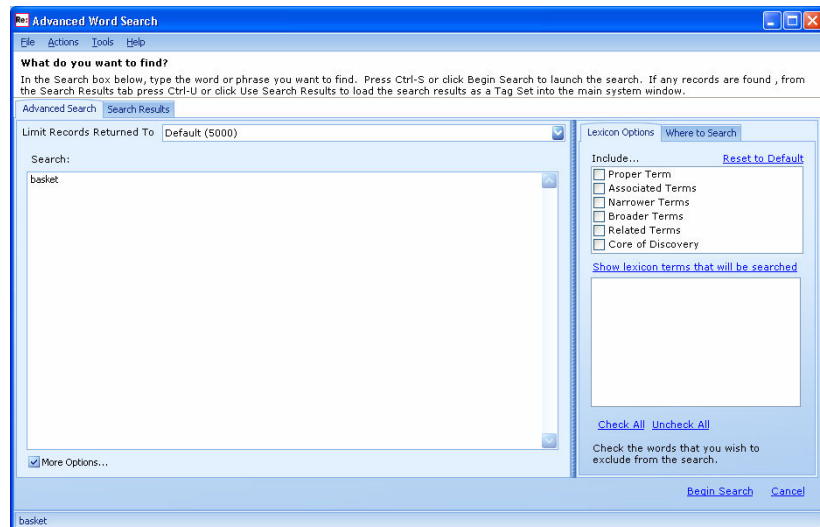 Re: Advanced Word Search
File Actions Tools Help
What do you want to find?
In the Search box below, type the word or phrase you want to find. Press Ctrl-S or click Begin Search to launch the search. If any records are found , from
the Search Results tab press Ctrl-U or click Use Search Results to load the search results as a Tag Set into the main system window.
Advanced Search Search Results
Limit Records Returned To Default (5000)
Search:
basket
More Options...
Lexicon Options Where to Search
Include... Reset to Default
Proper Term
Associated Terms
Narrower Terms
Broader Terms
Related Terms
Core of Discovery
Show lexicon terms that will be searched
Check All Uncheck All
Check the words that you wish to
exclude from the search.
Begin Search Cancel
basket